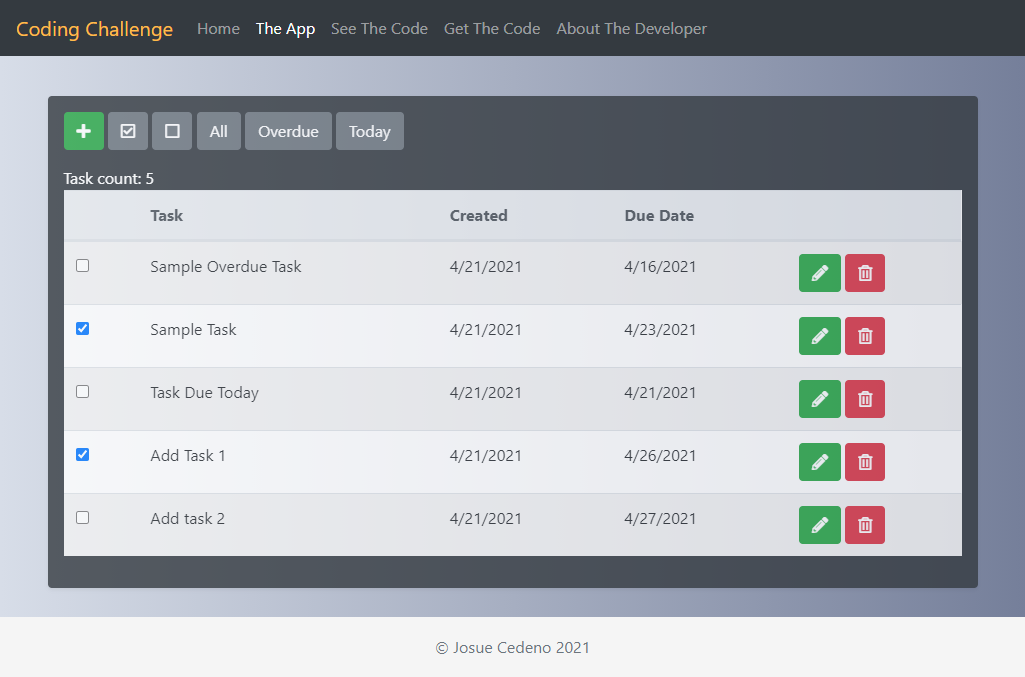 Coding Challenge Home The App See The Code Get The Code About The Developer
All Overdue Today
Task count: 5
Task Created Due Date
Sample Overdue Task 4/21/2021 4/16/2021
Sample Task 4/21/2021 4/23/2021
Task Due Today 4/21/2021 4/21/2021
Add Task 1 4/21/2021 4/26/2021
Add task 2 4/21/2021 4/27/2021
© Josue Cedeno 2021